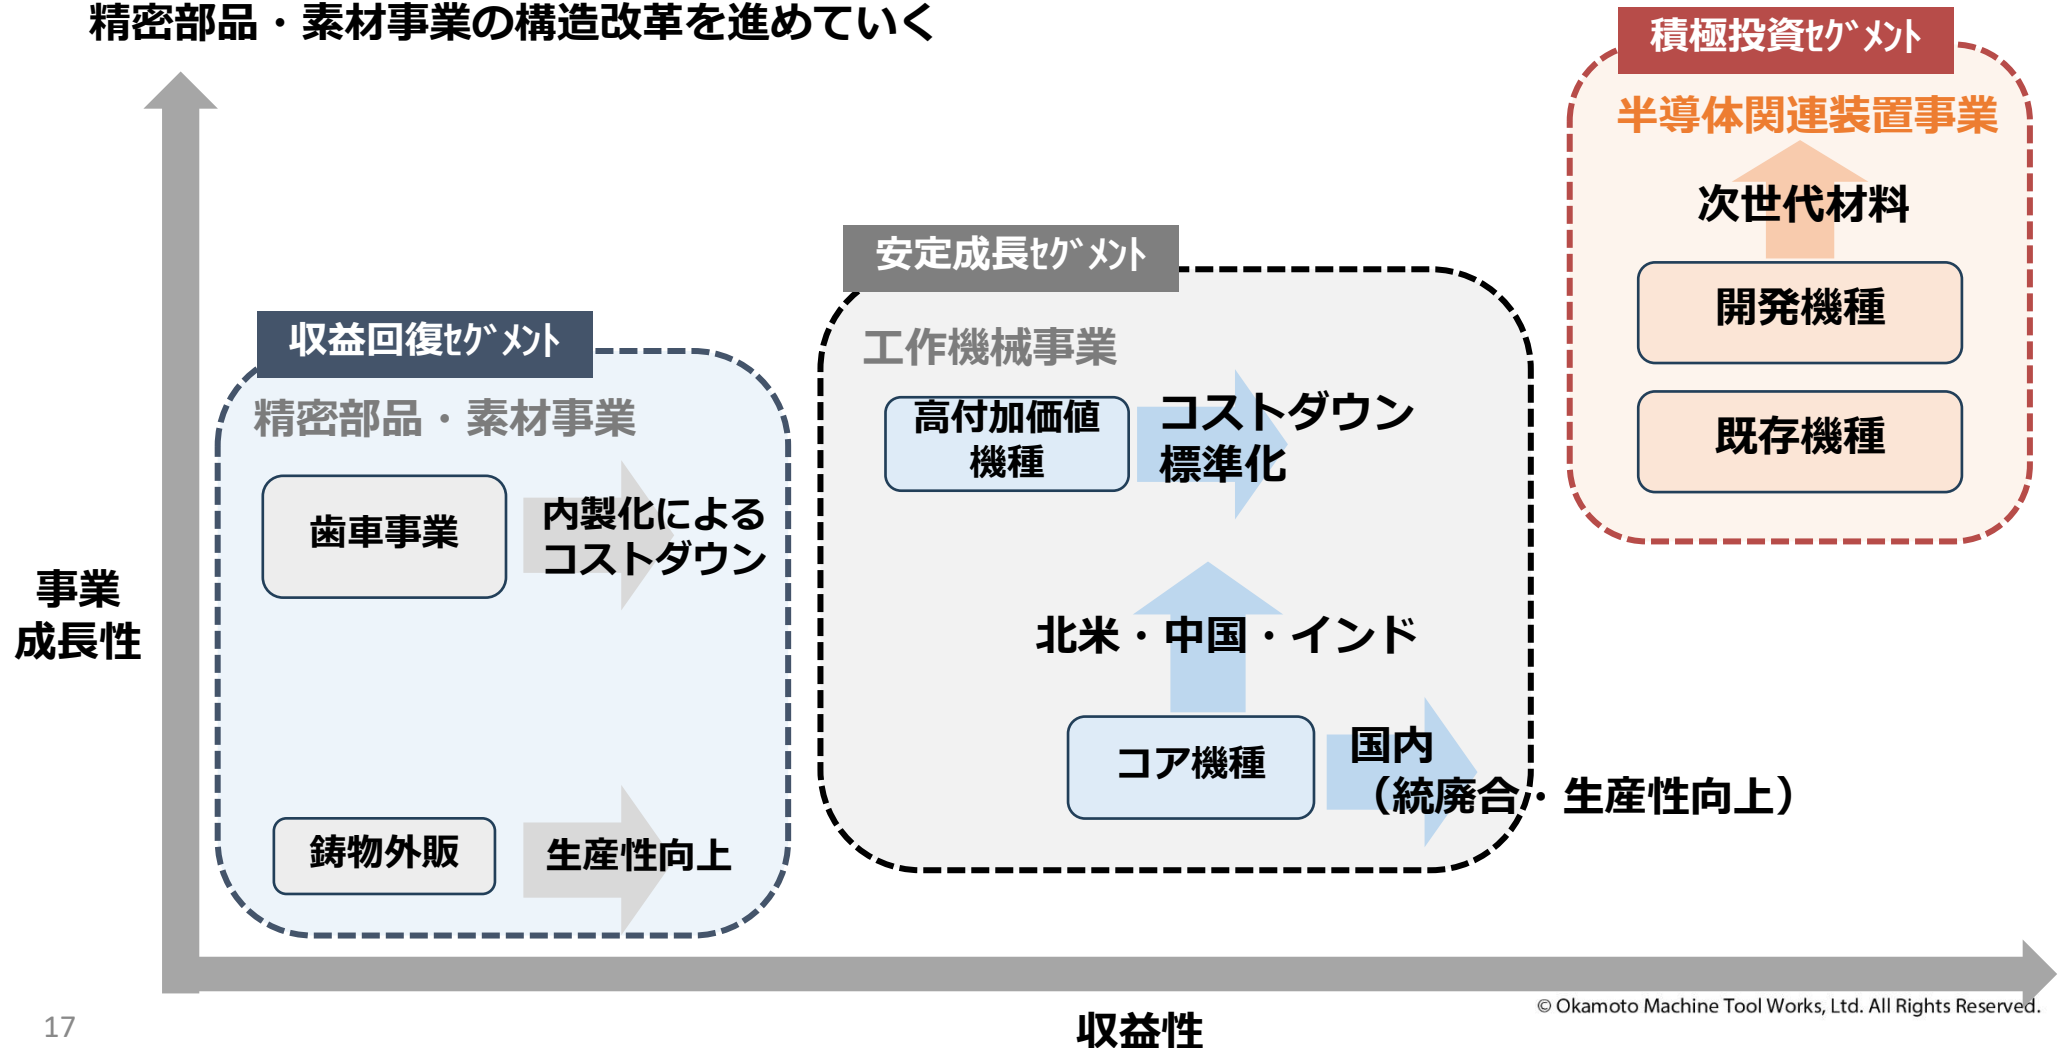 精密部品・素材事業の構造改革を進めていく
積極投資ｾｸﾞﾒﾝﾄ
半導体関連装置事業
次世代材料
開発機種
既存機種
安定成長ｾｸﾞﾒﾝﾄ
工作機械事業
高付加価値
機種
コストダウン
標準化
北米・中国・インド
コア機種
国内
（統廃合・生産性向上）
収益回復ｾｸﾞﾒﾝﾄ
精密部品・素材事業
歯車事業
内製化による
コストダウン
鋳物外販
生産性向上
事業
成長性
収益性
© Okamoto Machine Tool Works, Ltd. All Rights Reserved.
17